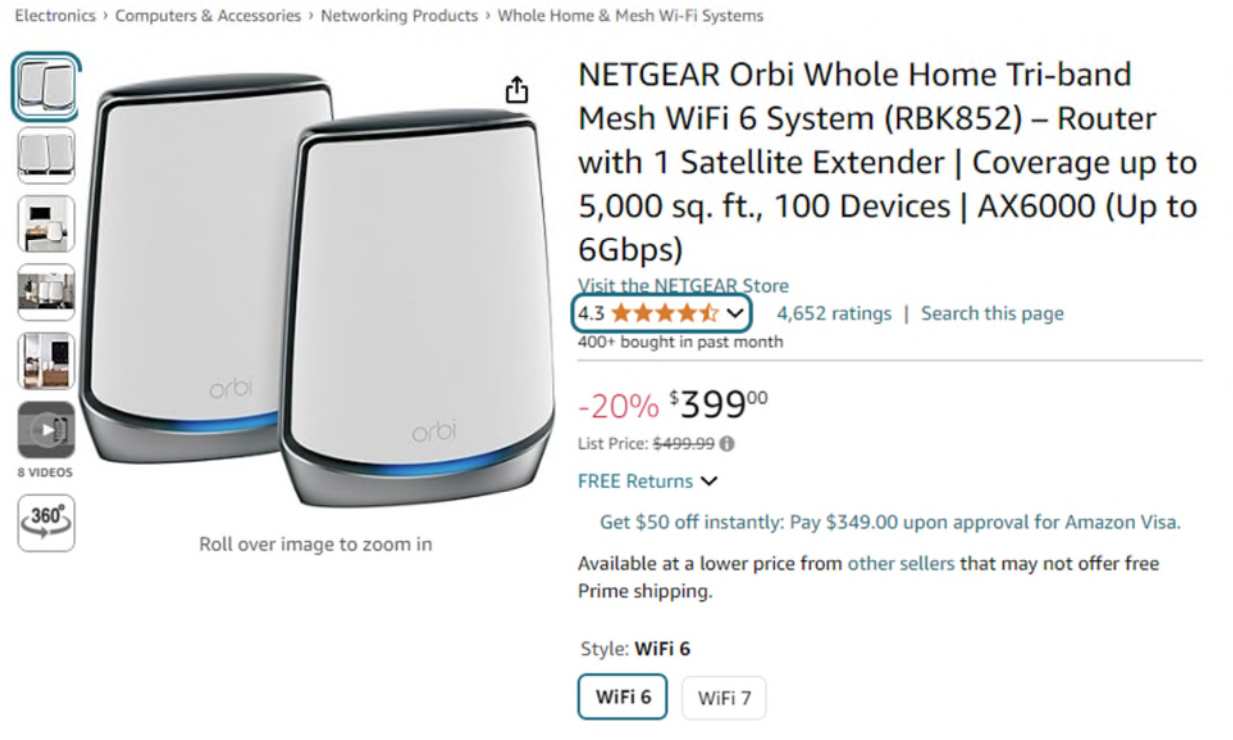 Electronics › Computers & Accessories › Networking Products › Whole Home & Mesh Wi-Fi Systems
NETGEAR Orbi Whole Home Tri-band
Mesh WiFi 6 System (RBK852) – Router
with 1 Satellite Extender | Coverage up to
5,000 sq. ft., 100 Devices | AX6000 (Up to
6Gbps)
Visit the NETGEAR Store
4.3 4,652 ratings | Search this page
400+ bought in past month
-20% $39900
List Price: $499.99
FREE Returns
Get $50 off instantly: Pay $349.00 upon approval for Amazon Visa.
Available at a lower price from other sellers that may not offer free
Prime shipping.
Style: WiFi 6
WiFi 6 WiFi 7
orbi
orbi
8 VIDEOS
360°
Roll over image to zoom in